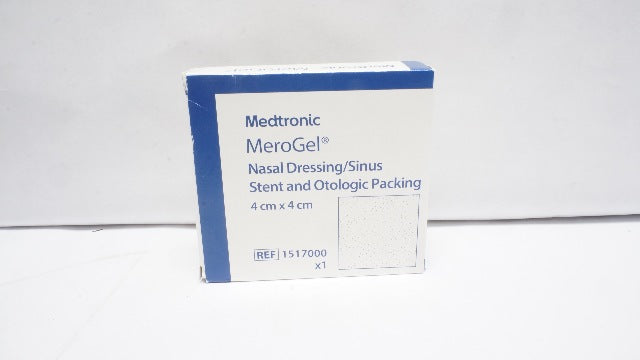 Medtronic
MeroGel®
Nasal Dressing/Sinus
Stent and Otologic Packing
4 cm x 4 cm
REF 1517000
x1